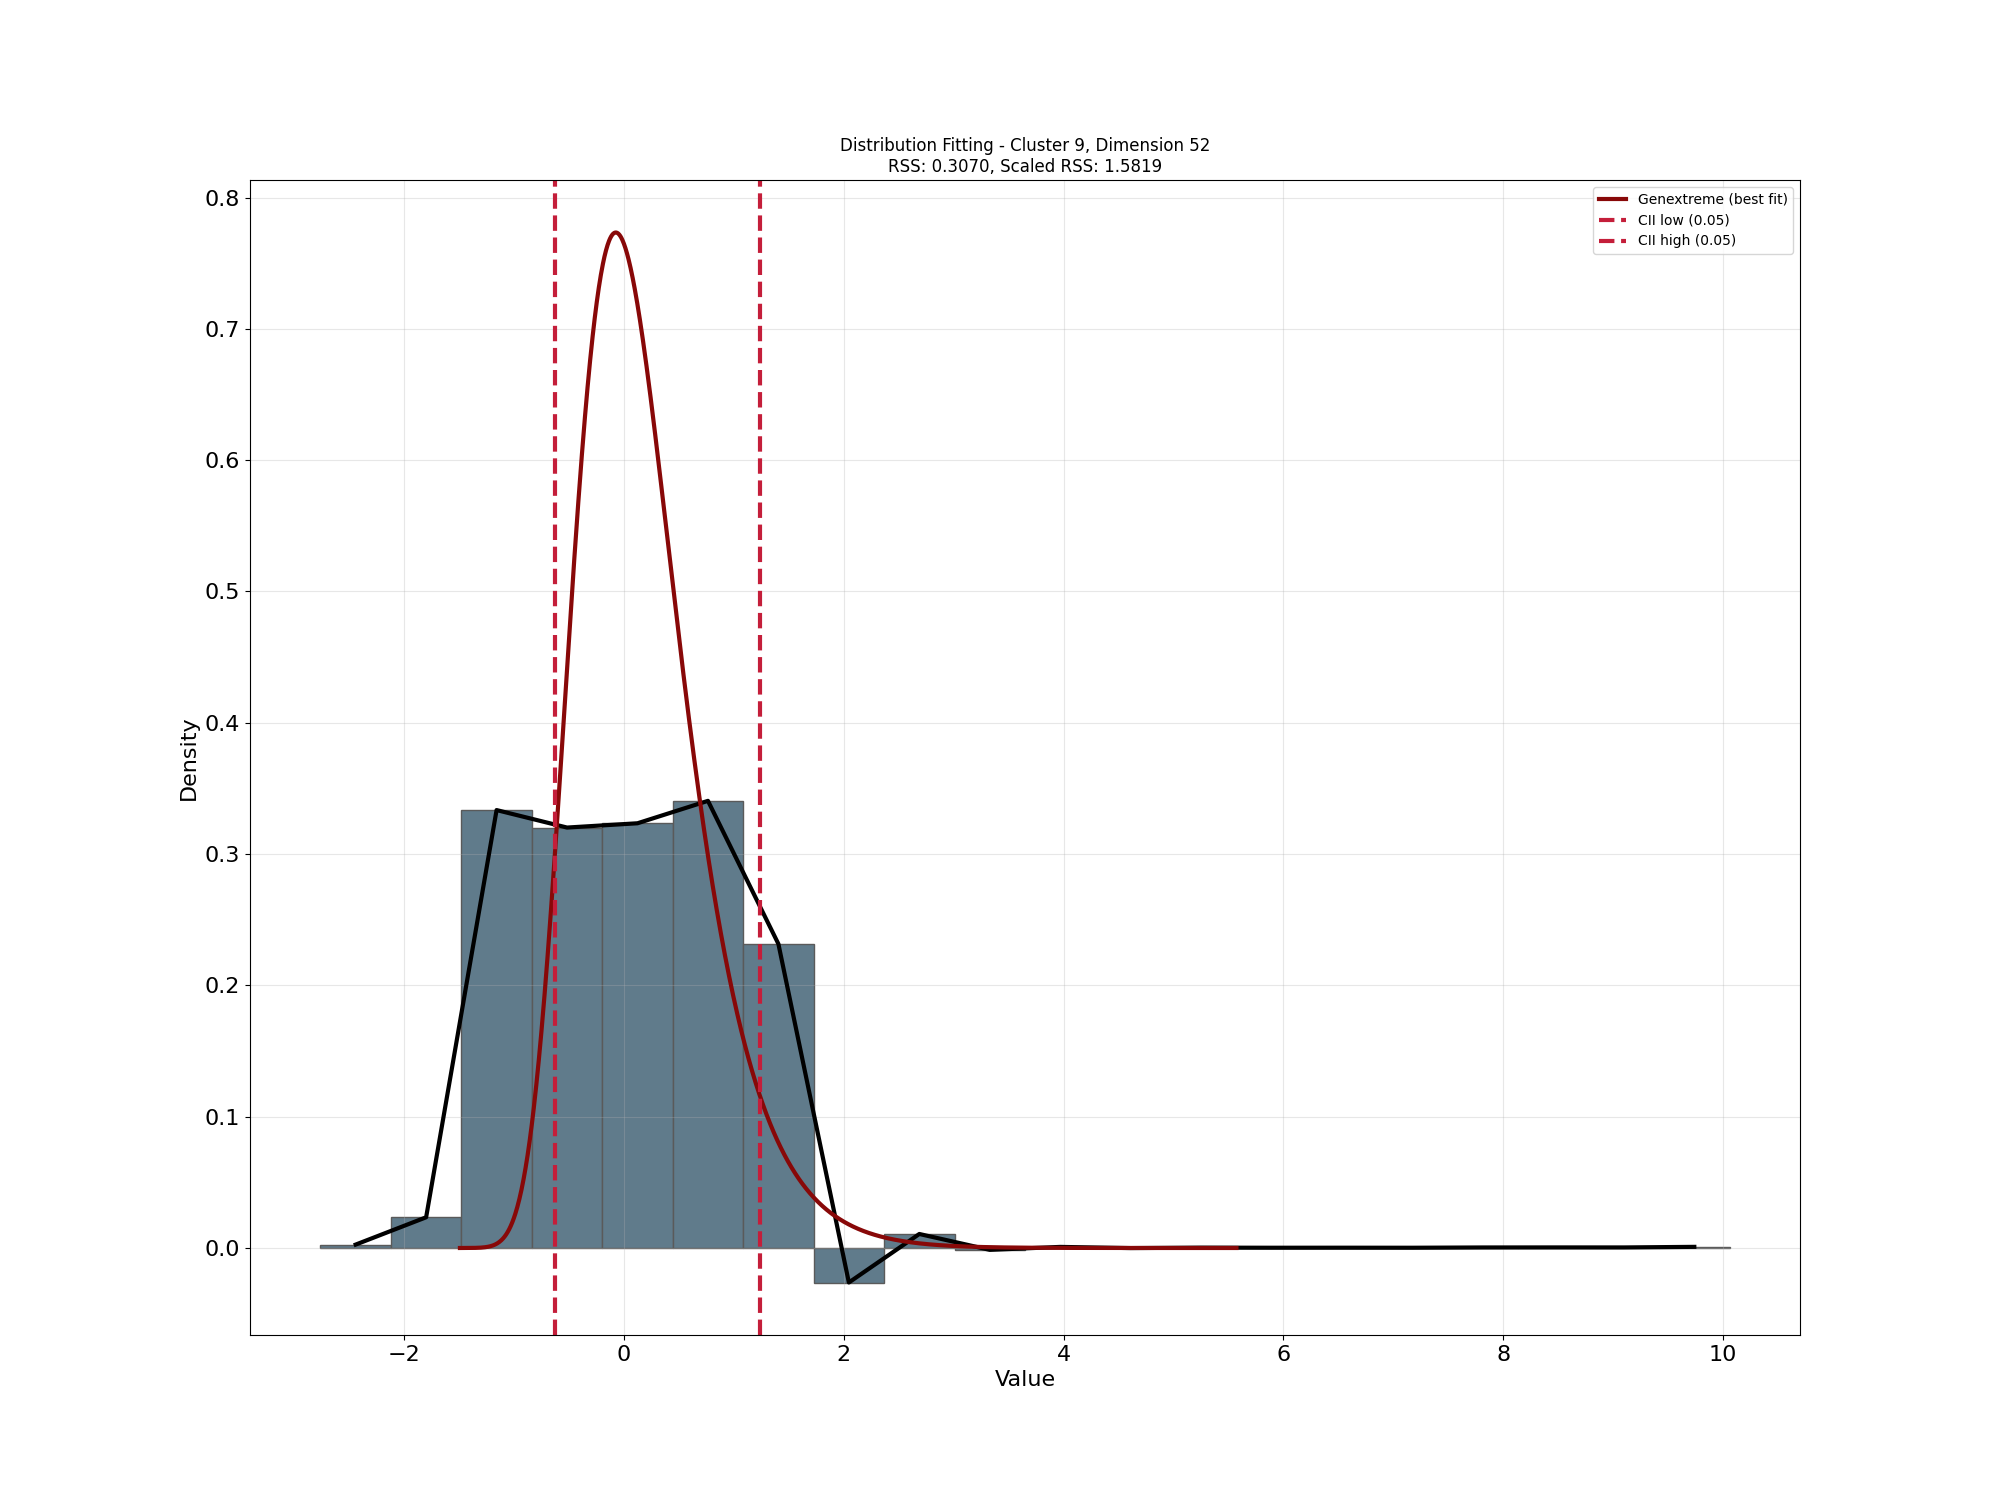 Distribution Fitting - Cluster 9, Dimension 52
RSS: 0.3070, Scaled RSS: 1.5819
Genextreme (best fit)
CII low (0.05)
CII high (0.05)
0.8
0.7
0.6
0.5
0.4
0.3
0.2
0.1
0.0
Density
−2 0 2 4 6 8 10
Value